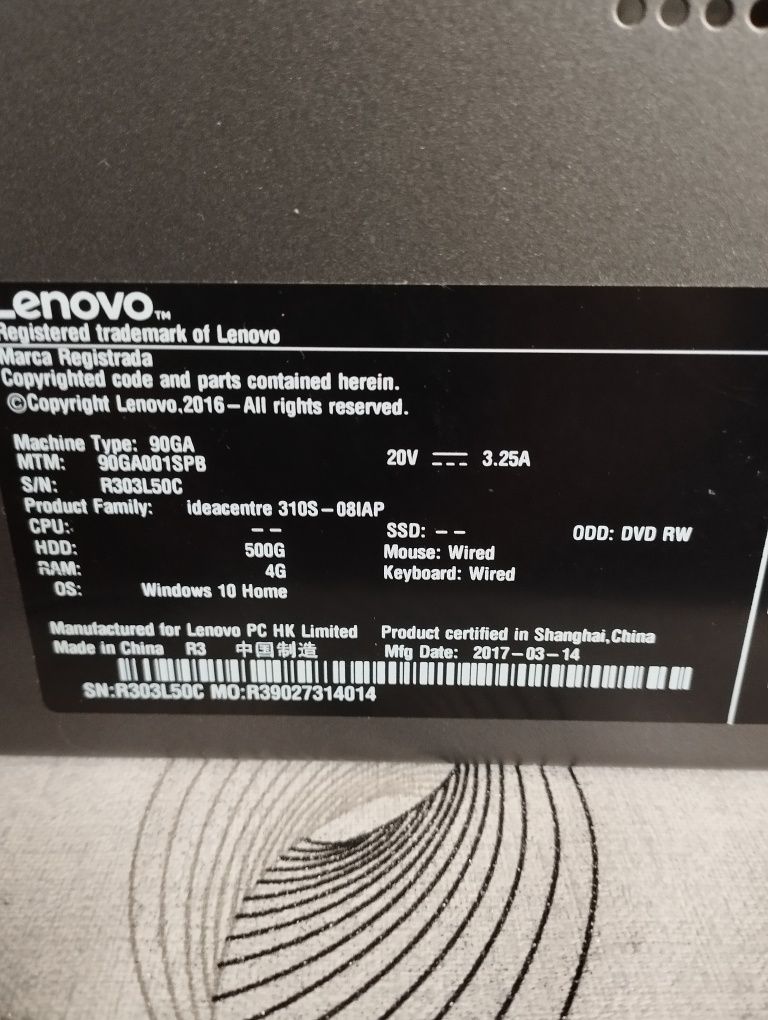 Lenovo™
Registered trademark of Lenovo
Marca Registrada
Copyrighted code and parts contained herein.
©Copyright Lenovo.2016-All rights reserved.
Machine Type: 90GA
MTM: 90GA001SPB
20V 3.25A
S/N: R303L50C
Product Family: ideacentre 310S-08IAP
CPU: -- SSD: -- ODD: DVD RW
HDD: 500G Mouse: Wired
RAM: 4G Keyboard: Wired
OS: Windows 10 Home
Manufactured for Lenovo PC HK Limited Product certified in Shanghai,China
Made in China R3 中国制造 Mfg Date: 2017-03-14
SN:R303L50C MO:R39027314014